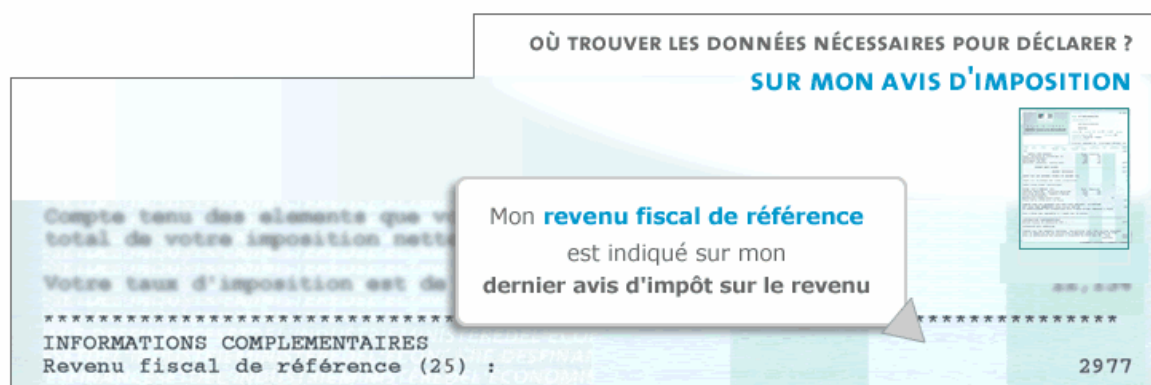 OÙ TROUVER LES DONNÉES NÉCESSAIRES POUR DÉCLARER ?
SUR MON AVIS D'IMPOSITION
Compte tenu des elements que
total de votre imposition
Votre taux d'imposition est de
Mon revenu fiscal de référence
est indiqué sur mon
dernier avis d'impôt sur le revenu
INFORMATIONS COMPLEMENTAIRES
Revenu fiscal de référence (25) : 2977